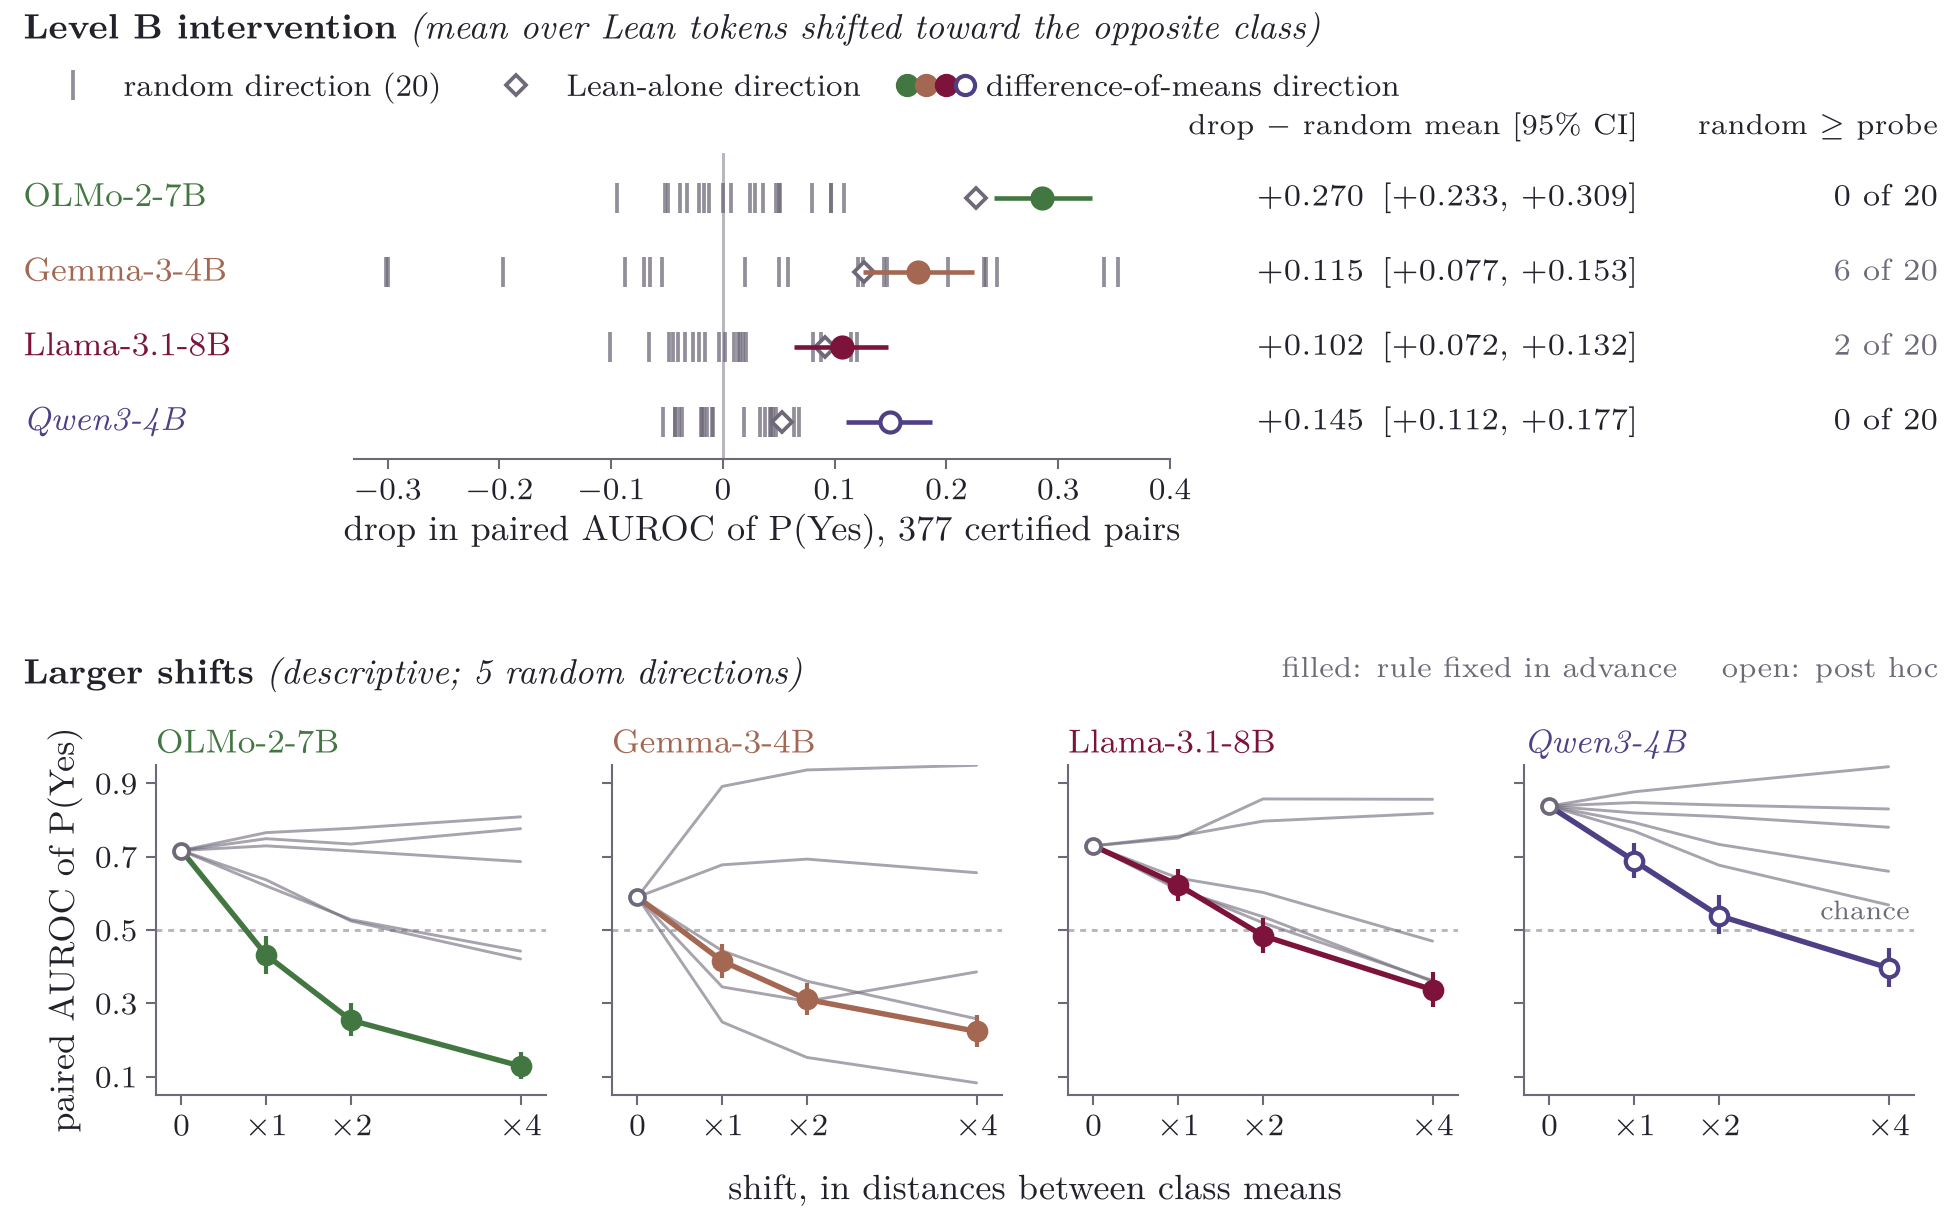 Level B intervention (mean over Lean tokens shifted toward the opposite class)
random direction (20) Lean-alone direction difference-of-means direction
drop − random mean [95% CI] random ≥ probe
OLMo-2-7B +0.270 [+0.233, +0.309] 0 of 20
Gemma-3-4B +0.115 [+0.077, +0.153] 6 of 20
Llama-3.1-8B +0.102 [+0.072, +0.132] 2 of 20
Qwen3-4B +0.145 [+0.112, +0.177] 0 of 20
−0.3 −0.2 −0.1 0 0.1 0.2 0.3 0.4
drop in paired AUROC of P(Yes), 377 certified pairs
Larger shifts (descriptive; 5 random directions) filled: rule fixed in advance open: post hoc
OLMo-2-7B Gemma-3-4B Llama-3.1-8B Qwen3-4B
paired AUROC of P(Yes)
0.9
0.7
0.5
0.3
0.1
chance
0 ×1 ×2 ×4 0 ×1 ×2 ×4 0 ×1 ×2 ×4 0 ×1 ×2 ×4
shift, in distances between class means